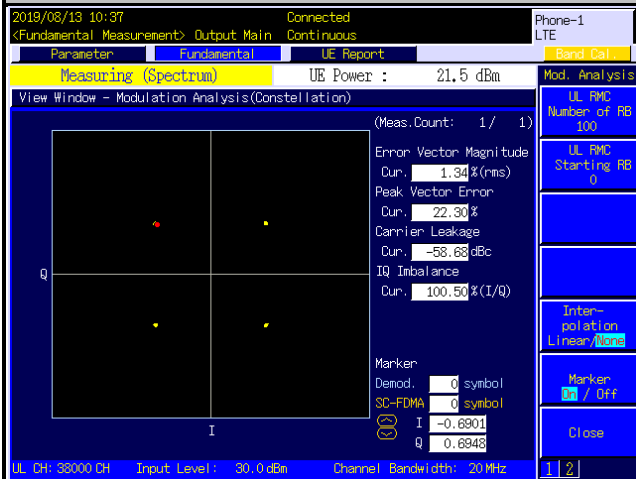 2019/08/13 10:37 Connected Phone-1
<Fundamental Measurement> Output Main Continuous LTE
Parameter Fundamental UE Report Band Cal.
Measuring (Spectrum) UE Power : 21.5 dBm Mod. Analysis
View Window - Modulation Analysis(Constellation)
UL RMC
Number of RB
100
(Meas.Count: 1/ 1)
Error Vector Magnitude
Cur. 1.34 %(rms)
Peak Vector Error
Cur. 22.30 %
Carrier Leakage
Cur. -58.68 dBc
IQ Imbalance
Cur. 100.50 %(I/Q)
UL RMC
Starting RB
0
Q
Inter-
polation
Linear/None
Marker
Demod. 0 symbol
SC-FDMA 0 symbol
I -0.6901
Q 0.6948
I
Marker
On / Off
Close
UL CH: 38000 CH Input Level: 30.0 dBm Channel Bandwidth: 20 MHz 1 2